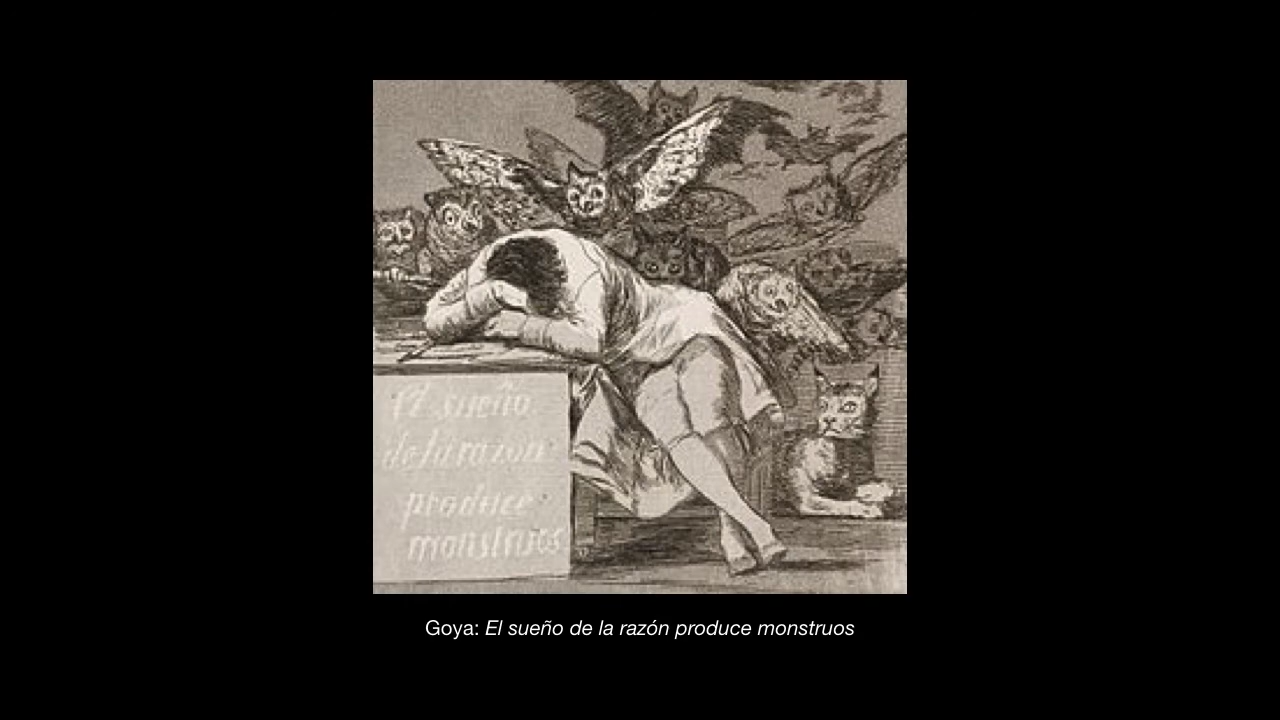 El sueño
de la razon
produce
monstruos
Goya: El sueño de la razón produce monstruos